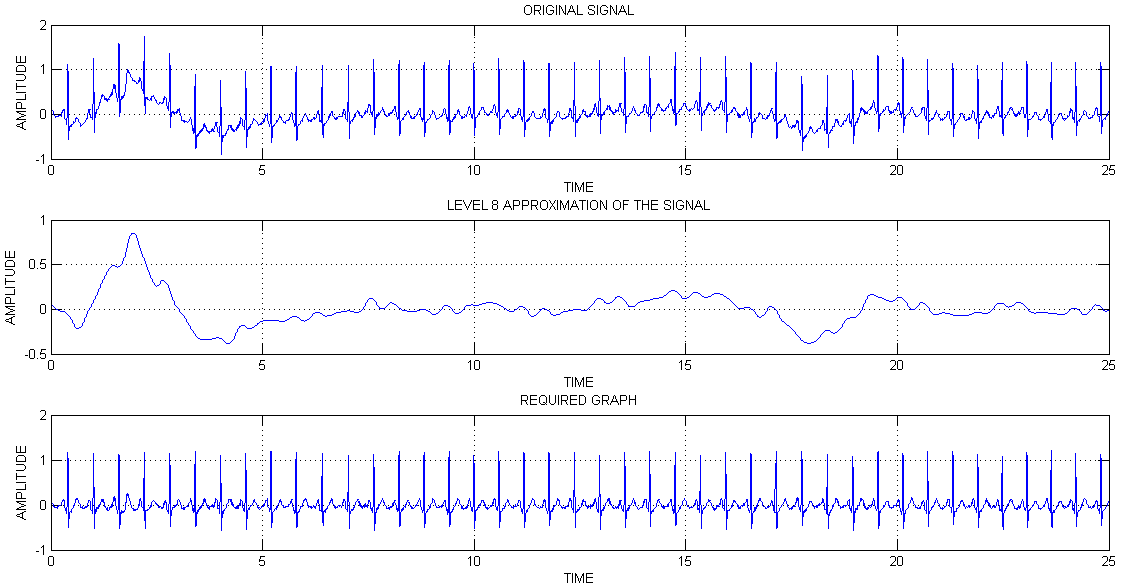 ORIGINAL SIGNAL
AMPLITUDE
2
1
0
-1
0 5 10 15 20 25
TIME
LEVEL 8 APPROXIMATION OF THE SIGNAL
AMPLITUDE
1
0.5
0
-0.5
0 5 10 15 20 25
TIME
REQUIRED GRAPH
AMPLITUDE
2
1
0
-1
0 5 10 15 20 25
TIME